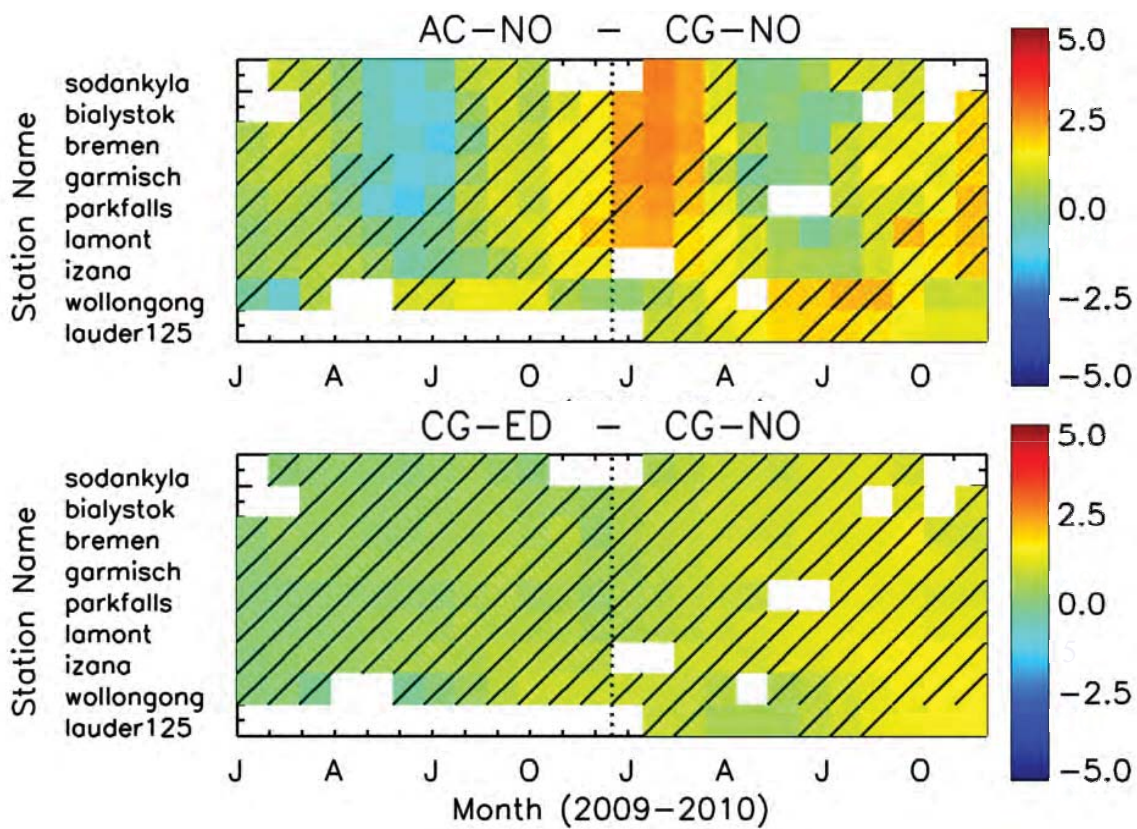 AC-NO - CG-NO
Station Name
sodankyla
bialystok
bremen
garmisch
parkfalls
lamont
izana
wollongong
lauder125
J A J O J A J O
5.0
2.5
0.0
-2.5
-5.0
CG-ED - CG-NO
Station Name
sodankyla
bialystok
bremen
garmisch
parkfalls
lamont
izana
wollongong
lauder125
J A J O J A J O
Month (2009-2010)
5.0
2.5
0.0
-2.5
-5.0